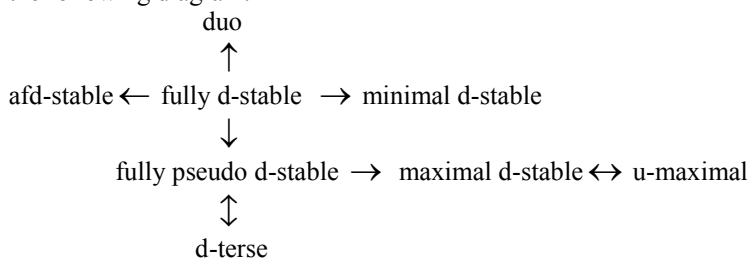 duo
↑
afd-stable ← fully d-stable → minimal d-stable
↓
fully pseudo d-stable → maximal d-stable ↔ u-maximal
↕
d-terse